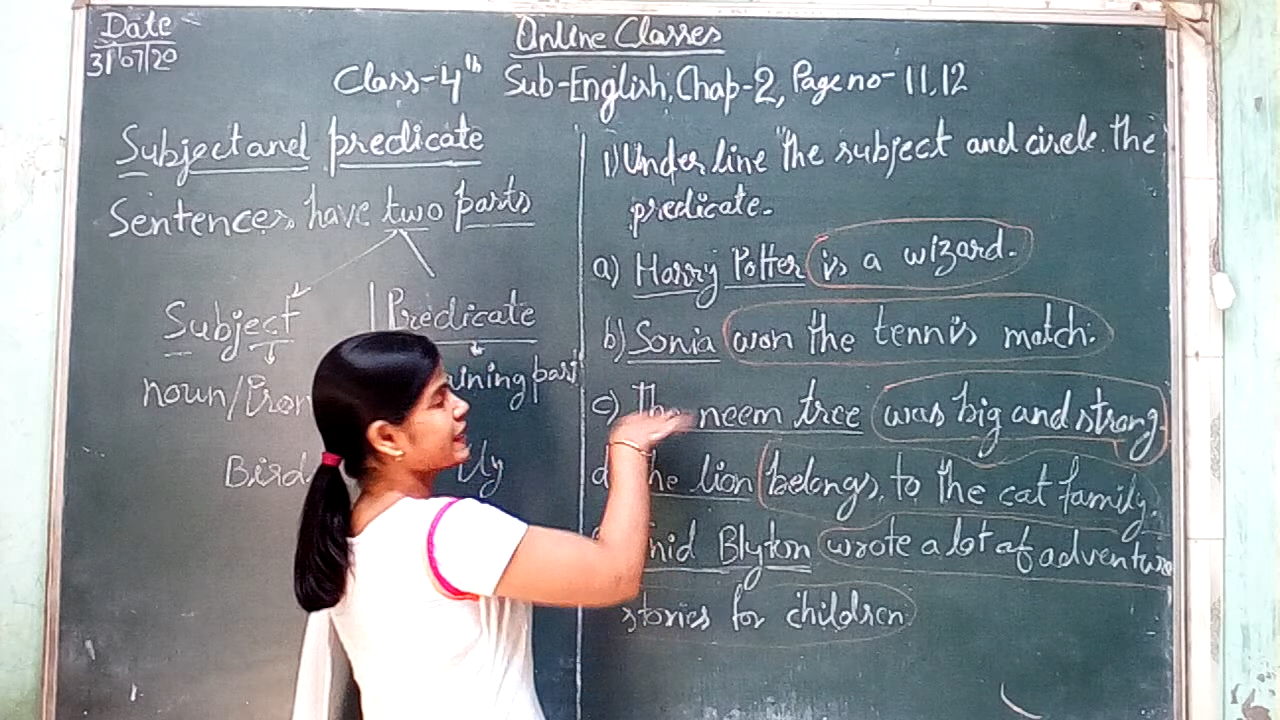 Date
31/07/20
Online Classes
Class-4th Sub-English, Chap-2, Page no-11,12
Subject and predicate
Sentences have two parts
Subject
Predicate
noun/Pron
part
Bird
1) Underline the subject and circle the
predicate.
a) Harry Potter is a wizard.
b) Sonia won the tennis match.
c) The neem tree was big and strong.
d lion belongs to the cat family.
Blyton wrote a lot of adventure
stories for children.